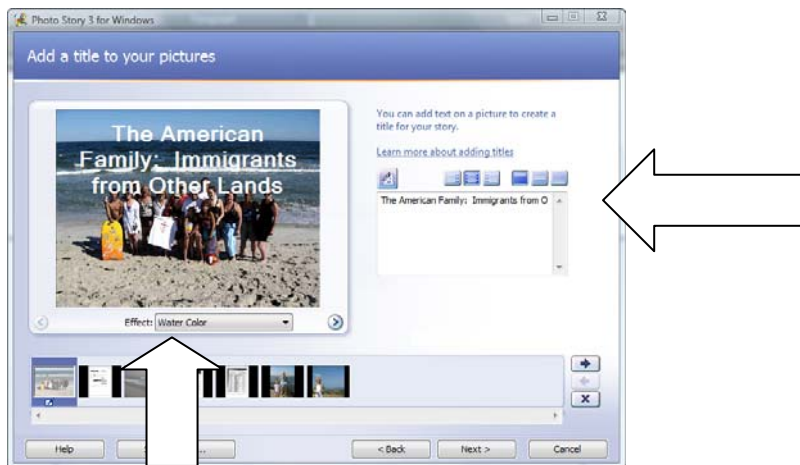 Photo Story 3 for Windows
Add a title to your pictures
The American
Family: Immigrants
from Other Lands
You can add text on a picture to create a
title for your story.
Learn more about adding titles
The American Family: Immigrants from O
Effect: Water Color
Help
...
< Back
Next >
Cancel